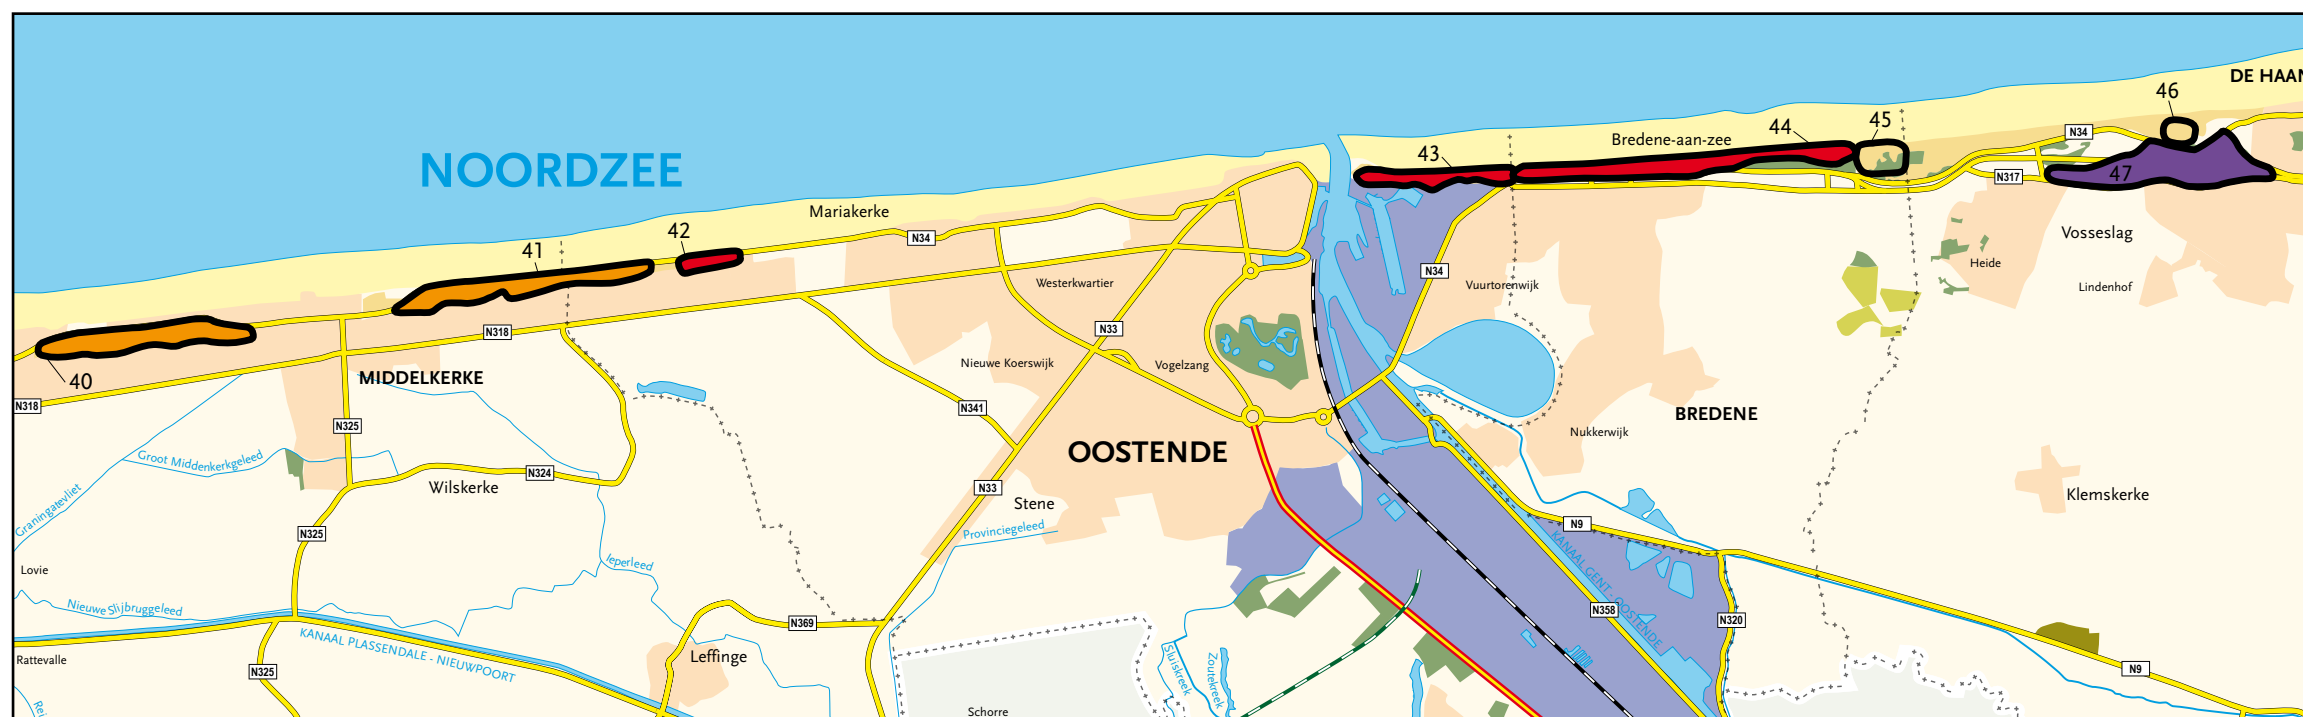 DE HAAN
46
45
44
Bredene-aan-zee
N34
43
NOORDZEE
47
N317
Mariakerke
42
41
N34
Vosseslag
Heide
N34
Westerkwartier
Vuurtorenwijk
Lindenhof
N318
N33
40
MIDDELKERKE
Nieuwe Koerswijk
Vogelzang
N318
N341
BREDENE
N325
Nukkerwijk
OOSTENDE
Groot Middenkerkgeleed
N324
Wilskerke
N33
Stene
Klemskerke
Graningatevliet
N325
Provinciegeleed
N9
Ieperleed
Lovie
KANAAL GENT - OOSTENDE
Nieuwe Slijbruggeleed
N358
N320
N369
KANAAL PLASSENDALE - NIEUWPOORT
Rattevalle
Leffinge
N325
Sluiskreek
Zoutekreek
N9
Schorre